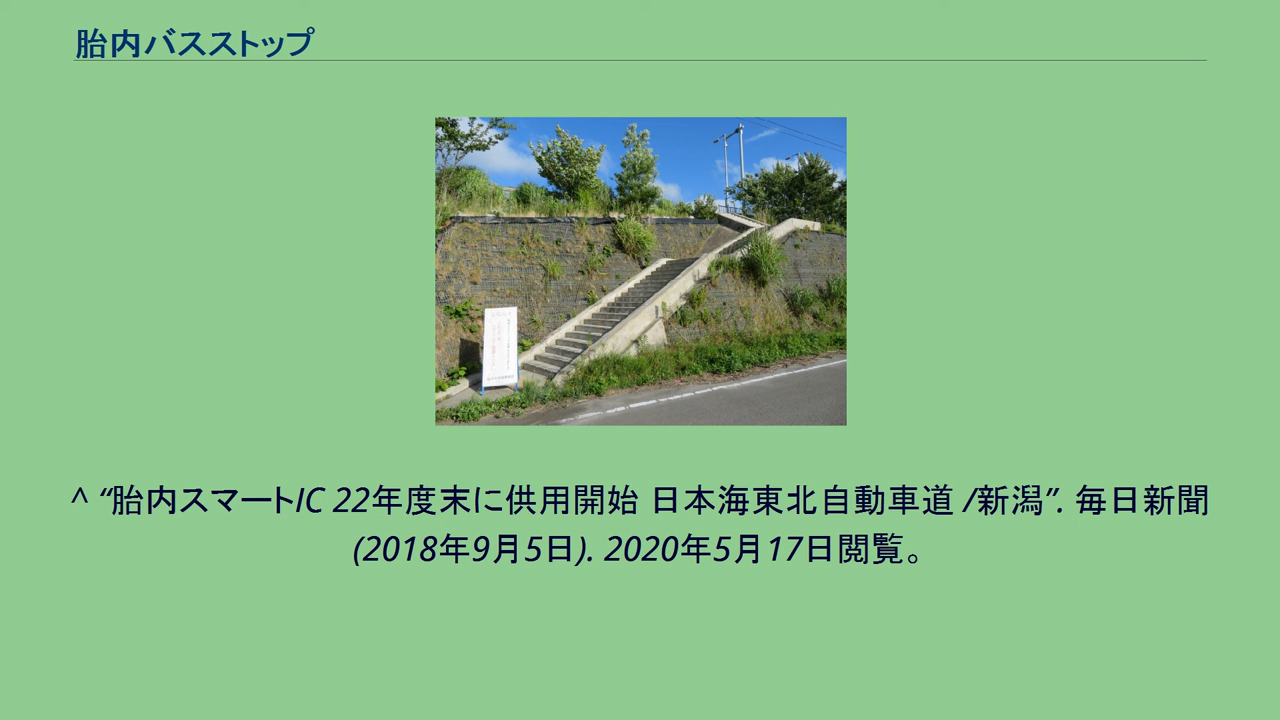 胎内バスストップ
^ “胎内スマートIC 22年度末に供用開始 日本海東北自動車道 /新潟”. 毎日新聞
(2018年9月5日). 2020年5月17日閲覧。